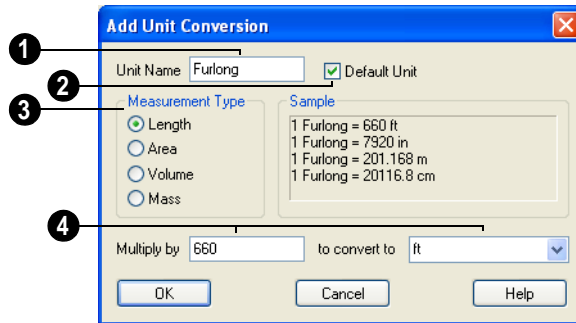 Add Unit Conversion
1
Unit Name Furlong Default Unit
2
3
Measurement Type
Length
Area
Volume
Mass
Sample
1 Furlong = 660 ft
1 Furlong = 7920 in
1 Furlong = 201.168 m
1 Furlong = 20116.8 cm
4
Multiply by 660 to convert to ft
OK Cancel Help